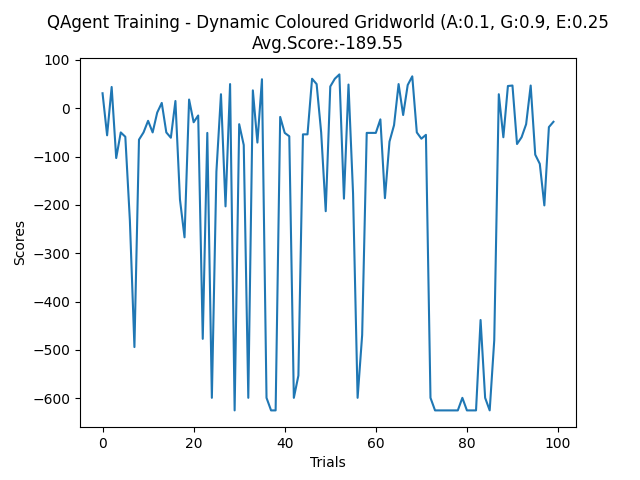 QAgent Training - Dynamic Coloured Gridworld (A:0.1, G:0.9, E:0.25
Avg.Score:-189.55
100
0
−100
−200
−300
−400
−500
−600
Scores
0 20 40 60 80 100
Trials